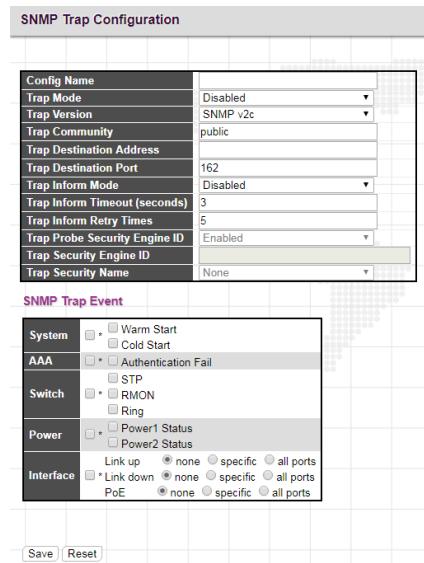 SNMP Trap Configuration
Config Name
Trap Mode Disabled
Trap Version SNMP v2c
Trap Community public
Trap Destination Address
Trap Destination Port 162
Trap Inform Mode Disabled
Trap Inform Timeout (seconds) 3
Trap Inform Retry Times 5
Trap Probe Security Engine ID Enabled
Trap Security Engine ID
Trap Security Name None
SNMP Trap Event
System * Warm Start
Cold Start
AAA * Authentication Fail
STP
Switch * RMON
Ring
Power * Power1 Status
Power2 Status
Link up none specific all ports
Interface * Link down none specific all ports
PoE none specific all ports
Save Reset